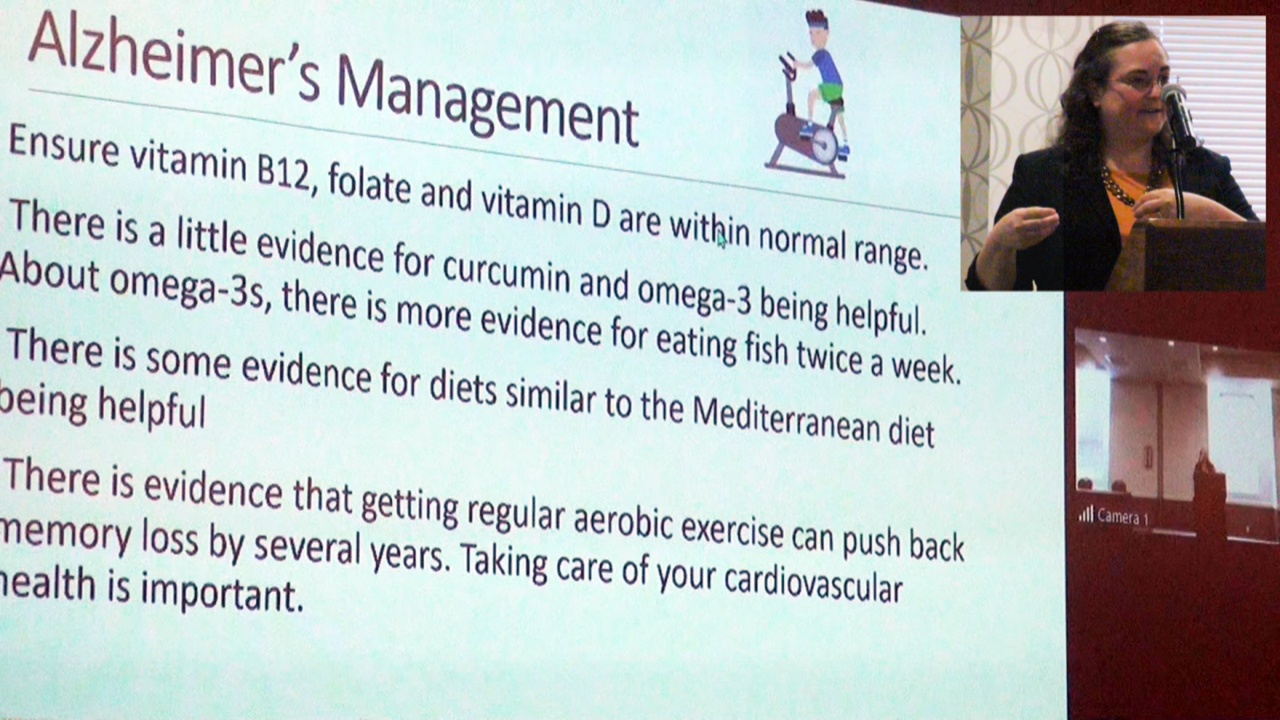 Alzheimer's Management
Ensure vitamin B12, folate and vitamin D are within normal range.
There is a little evidence for curcumin and omega-3 being helpful.
About omega-3s, there is more evidence for eating fish twice a week.
There is some evidence for diets similar to the Mediterranean diet
being helpful
There is evidence that getting regular aerobic exercise can push back
memory loss by several years. Taking care of your cardiovascular
health is important.
Camera 1